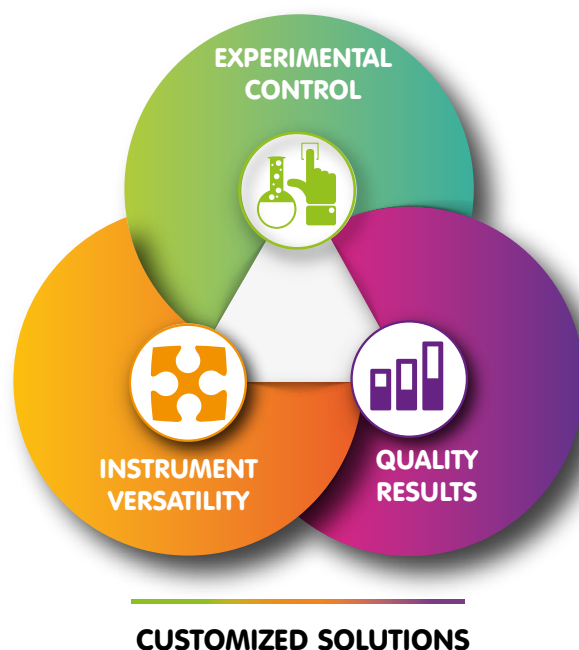 EXPERIMENTAL
CONTROL
INSTRUMENT
VERSATILITY
QUALITY
RESULTS
CUSTOMIZED SOLUTIONS